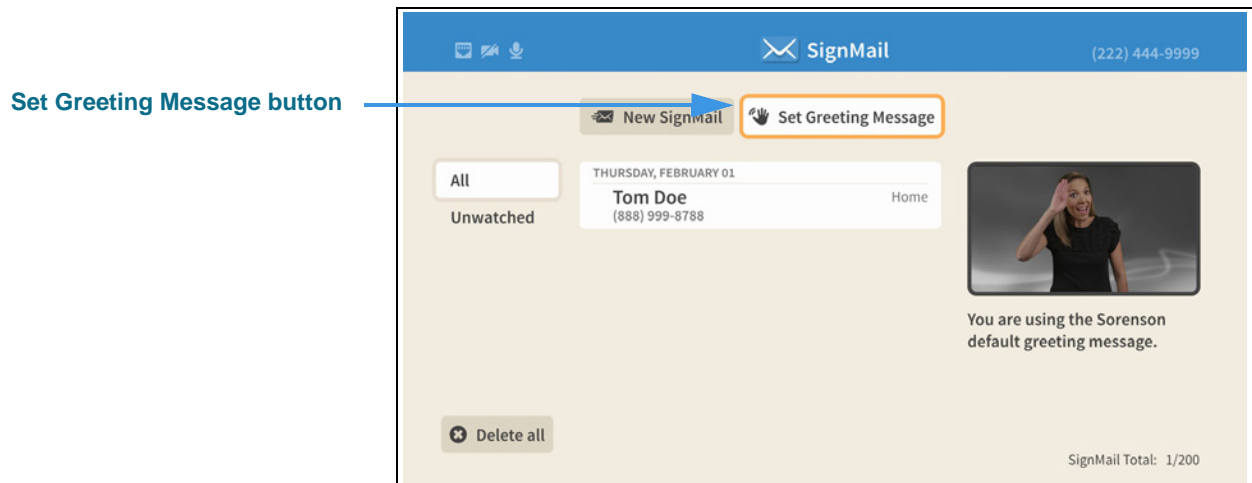 SignMail
(222) 444-9999
Set Greeting Message button
New SignMail
Set Greeting Message
All
Unwatched
THURSDAY, FEBRUARY 01
Tom Doe
Home
(888) 999-8788
You are using the Sorenson
default greeting message.
Delete all
SignMail Total: 1/200